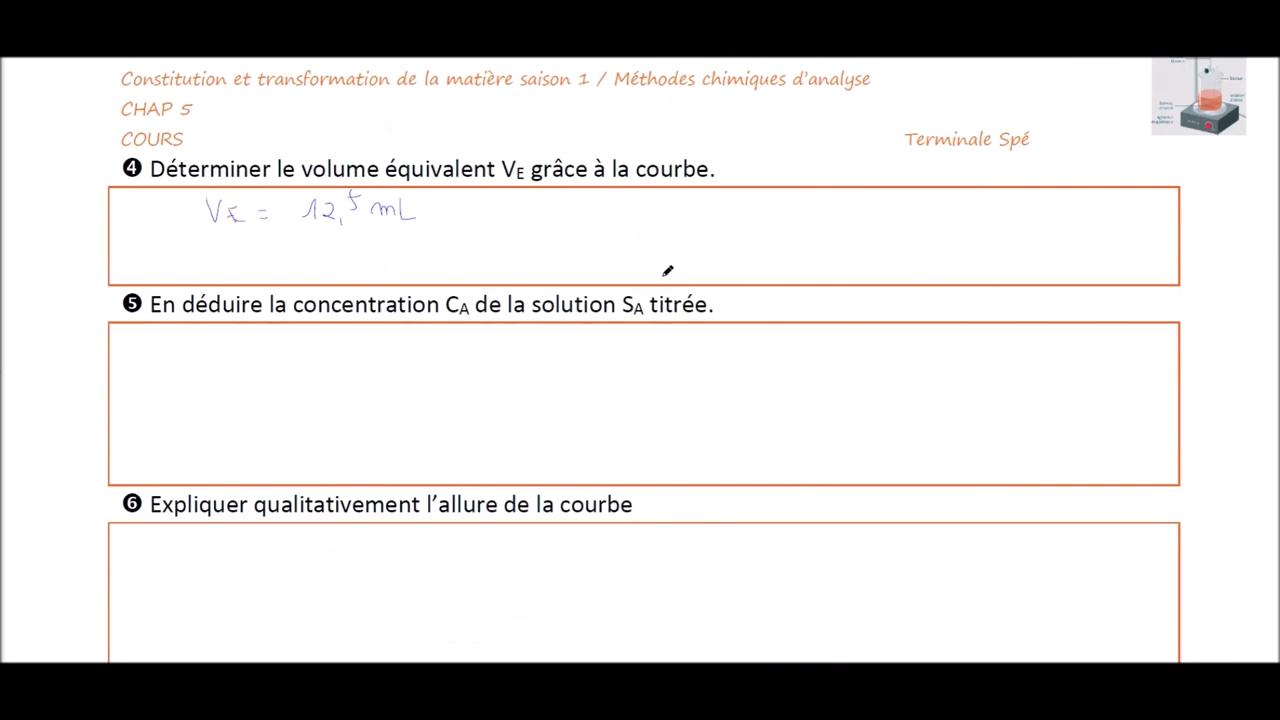 Constitution et transformation de la matière saison 1 / Méthodes chimiques d'analyse
CHAP 5
COURS
Terminale Spé
❹ Déterminer le volume équivalent VE grâce à la courbe.
VE = 12,5 mL
❺ En déduire la concentration CA de la solution SA titrée.
❻ Expliquer qualitativement l'allure de la courbe